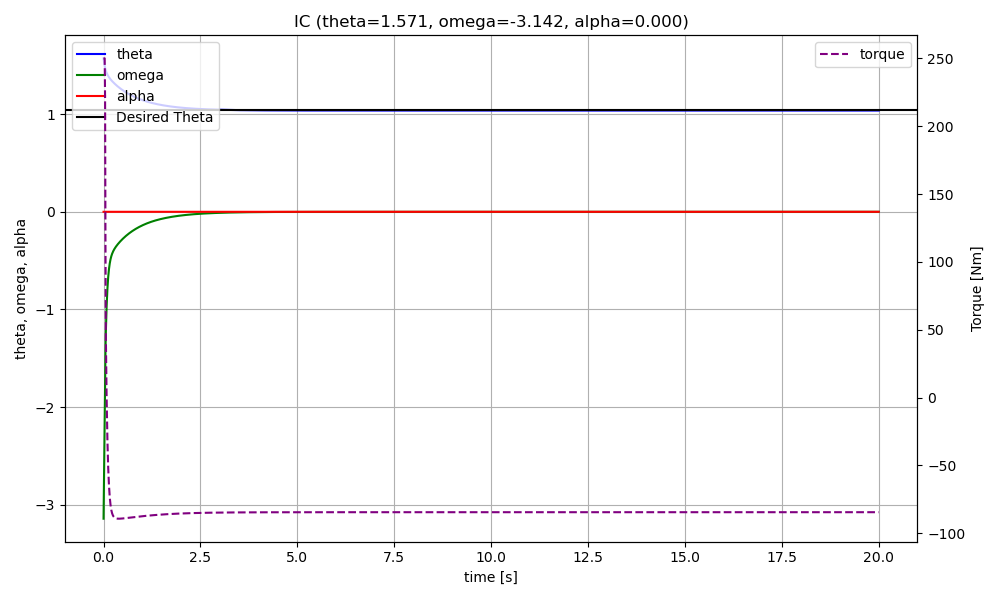 IC (theta=1.571, omega=-3.142, alpha=0.000)
theta
omega
alpha
Desired Theta
torque
1
0
−1
−2
−3
theta, omega, alpha
250
200
150
100
50
0
−50
−100
Torque [Nm]
0.0 2.5 5.0 7.5 10.0 12.5 15.0 17.5 20.0
time [s]